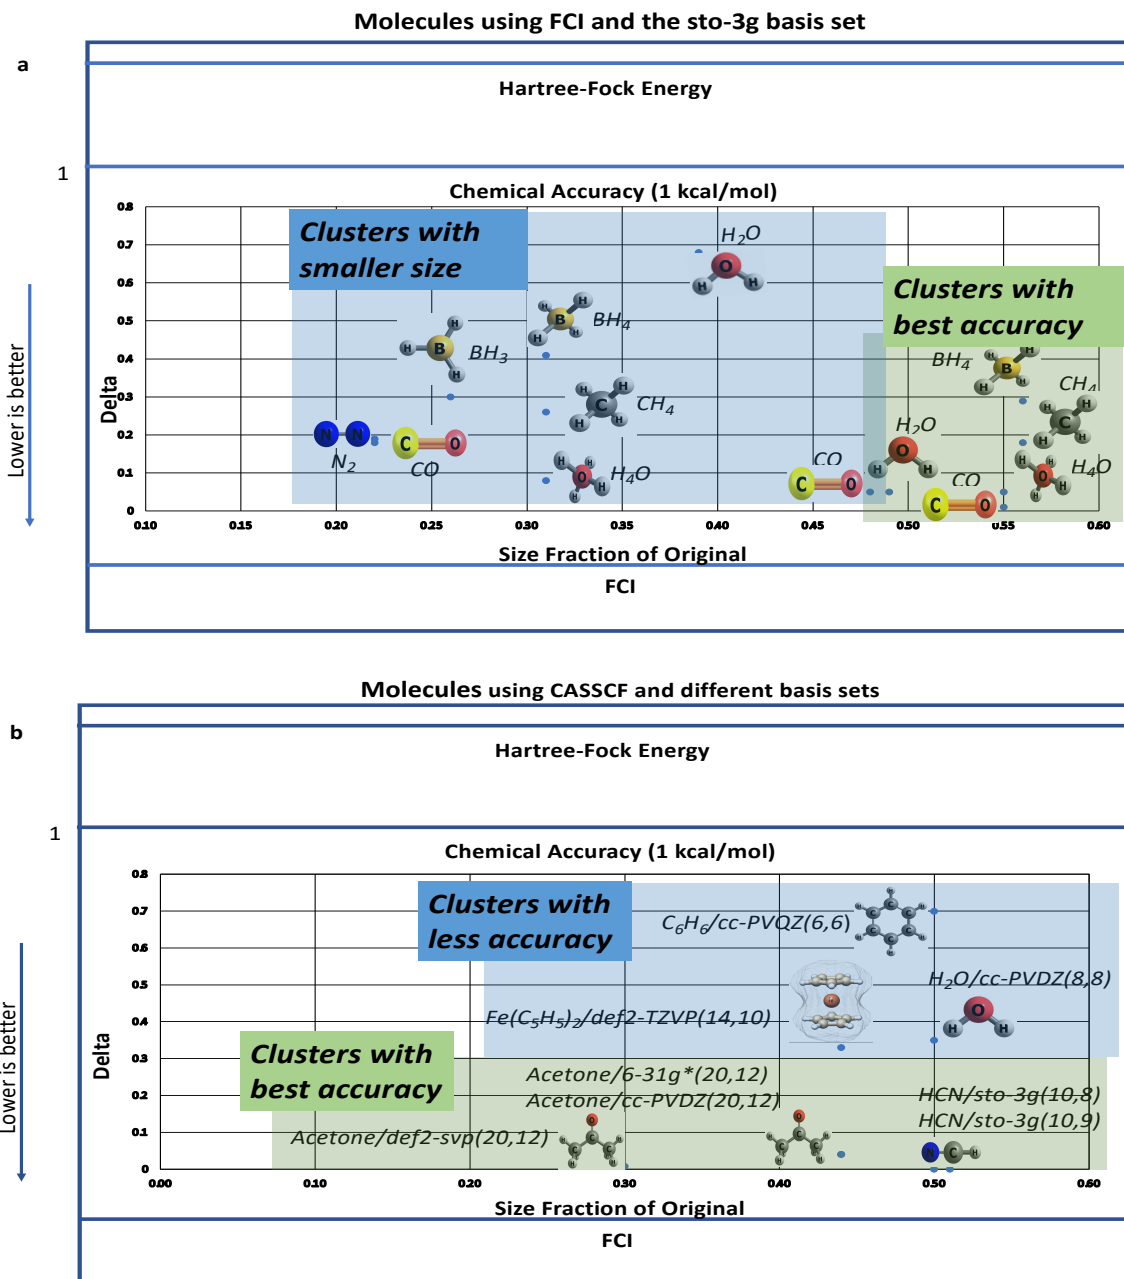 Molecules using FCI and the sto-3g basis set
a
Hartree-Fock Energy
1
Chemical Accuracy (1 kcal/mol)
0.8
0.7
0.6
0.5
0.4
0.3
0.2
0.1
0
Delta
Lower is better
Clusters with
smaller size
H₂O
O
H
H
Clusters with
best accuracy
B
H
H
H
H
BH₄
B
H
H
H
BH₃
BH₄
B
H
H
H
H
C
H
H
H
H
CH₄
CH₄
C
H
H
H
H
N
N
N₂
C
O
CO
H₂O
O
H
H
O
H
H
H
H
H₄O
CO
C
O
CO
C
O
O
H
H
H
H
H₄O
0.10
0.20
0.25
0.30
0.35
0.40
0.45
0.50
0.55
0.60
Size Fraction of Original
FCI
Molecules using CASSCF and different basis sets
b
Hartree-Fock Energy
1
Chemical Accuracy (1 kcal/mol)
0.8
0.7
0.6
0.5
0.4
0.3
0.2
0.1
0
Delta
Lower is better
Clusters with
less accuracy
C₆H₆/cc-PVQZ(6,6)
H₂O/cc-PVDZ(8,8)
O
H
H
Fe(C₅H₅)₂/def2-TZVP(14,10)
Clusters with
best accuracy
Acetone/6-31g*(20,12)
Acetone/cc-PVDZ(20,12)
HCN/sto-3g(10,8)
HCN/sto-3g(10,9)
Acetone/def2-svp(20,12)
N
C
H
0.00
0.10
0.20
0.30
0.40
0.50
0.60
Size Fraction of Original
FCI